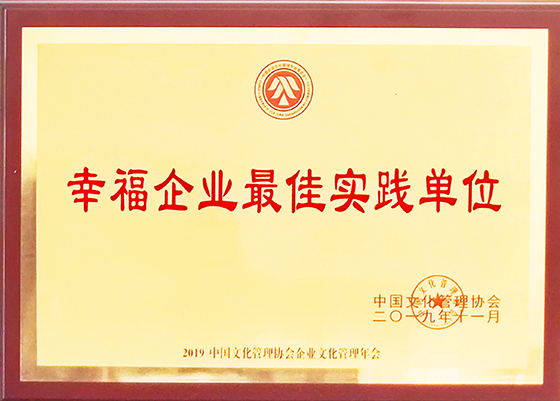 幸福企业最佳实践单位
中国文化管理协会
二〇一九年十一月
2019 中国文化管理协会企业文化管理年会